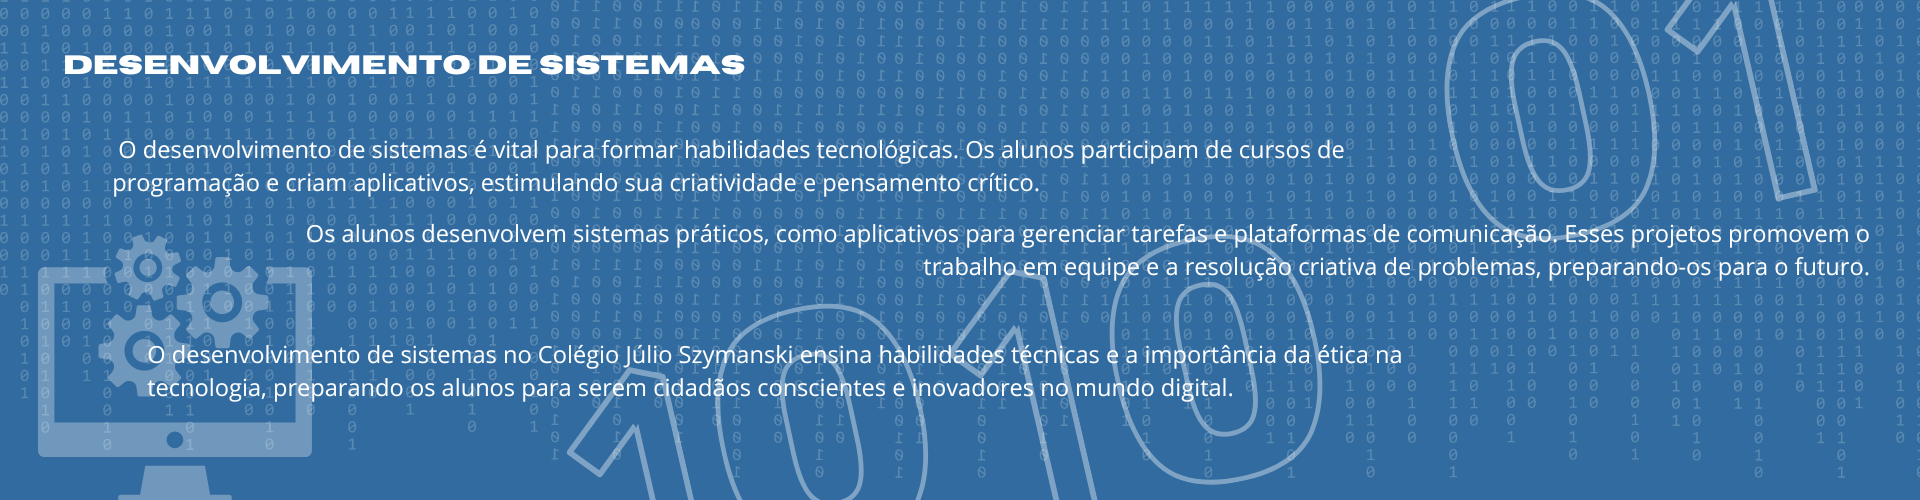 DESENVOLVIMENTO DE SISTEMAS
O desenvolvimento de sistemas é vital para formar habilidades tecnológicas. Os alunos participam de cursos de
programação e criam aplicativos, estimulando sua criatividade e pensamento crítico.
Os alunos desenvolvem sistemas práticos, como aplicativos para gerenciar tarefas e plataformas de comunicação. Esses projetos promovem o
trabalho em equipe e a resolução criativa de problemas, preparando-os para o futuro.
O desenvolvimento de sistemas no Colégio Júlio Szymanski ensina habilidades técnicas e a importância da ética na
tecnologia, preparando os alunos para serem cidadãos conscientes e inovadores no mundo digital.
01
1010